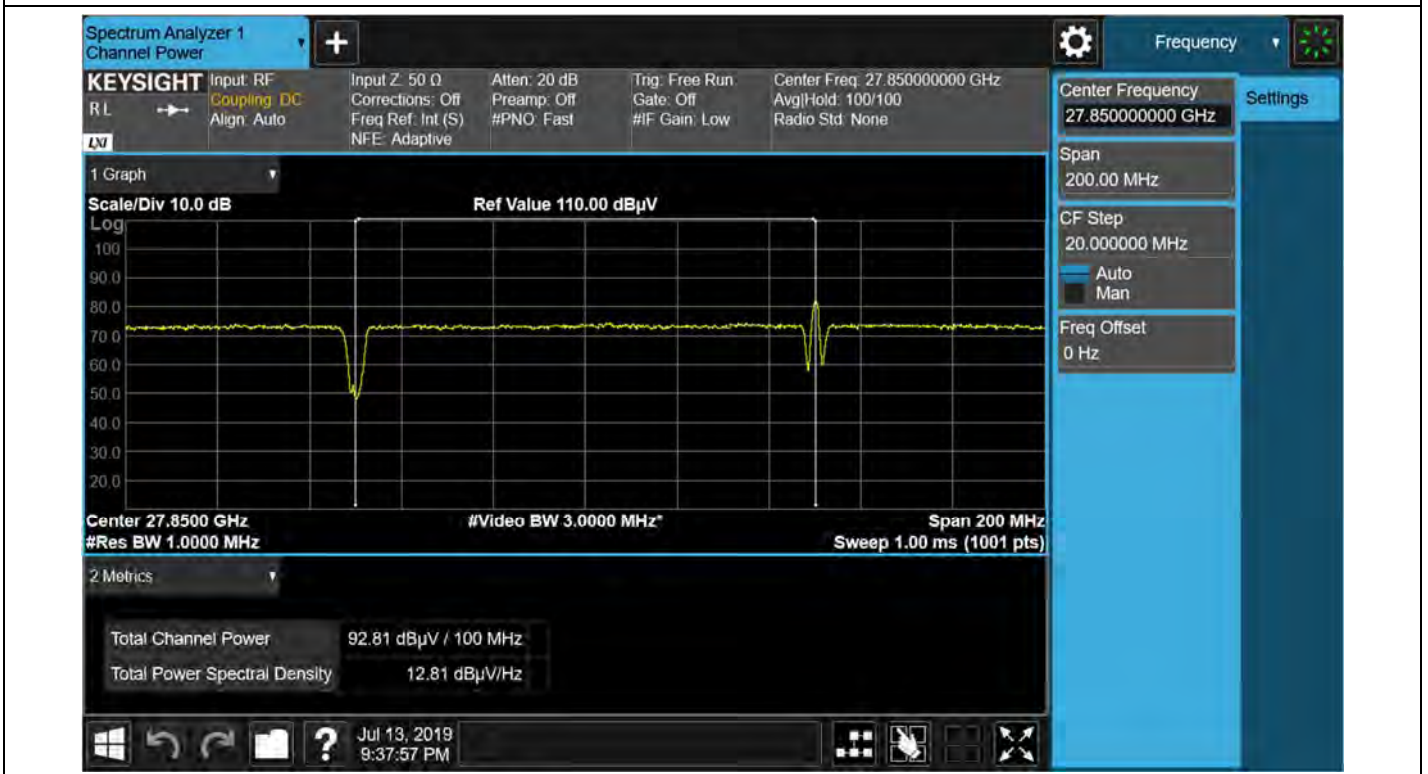 Spectrum Analyzer 1
Channel Power
+
Frequency
KEYSIGHT
R L
LXI
Input: RF
Coupling: DC
Align: Auto
Input Z: 50 Ω
Corrections: Off
Freq Ref: Int (S)
NFE: Adaptive
Atten: 20 dB
Preamp: Off
#PNO: Fast
Trig: Free Run
Gate: Off
#IF Gain: Low
Center Freq: 27.850000000 GHz
Avg|Hold: 100/100
Radio Std: None
Center Frequency
27.850000000 GHz
Settings
Span
200.00 MHz
CF Step
20.000000 MHz
Auto
Man
Freq Offset
0 Hz
1 Graph
Scale/Div 10.0 dB
Ref Value 110.00 dBµV
Log
100
90.0
80.0
70.0
60.0
50.0
40.0
30.0
20.0
Center 27.8500 GHz
#Video BW 3.0000 MHz*
Span 200 MHz
#Res BW 1.0000 MHz
Sweep 1.00 ms (1001 pts)
2 Metrics
Total Channel Power 92.81 dBµV / 100 MHz
Total Power Spectral Density 12.81 dBµV/Hz
?
Jul 13, 2019
9:37:57 PM